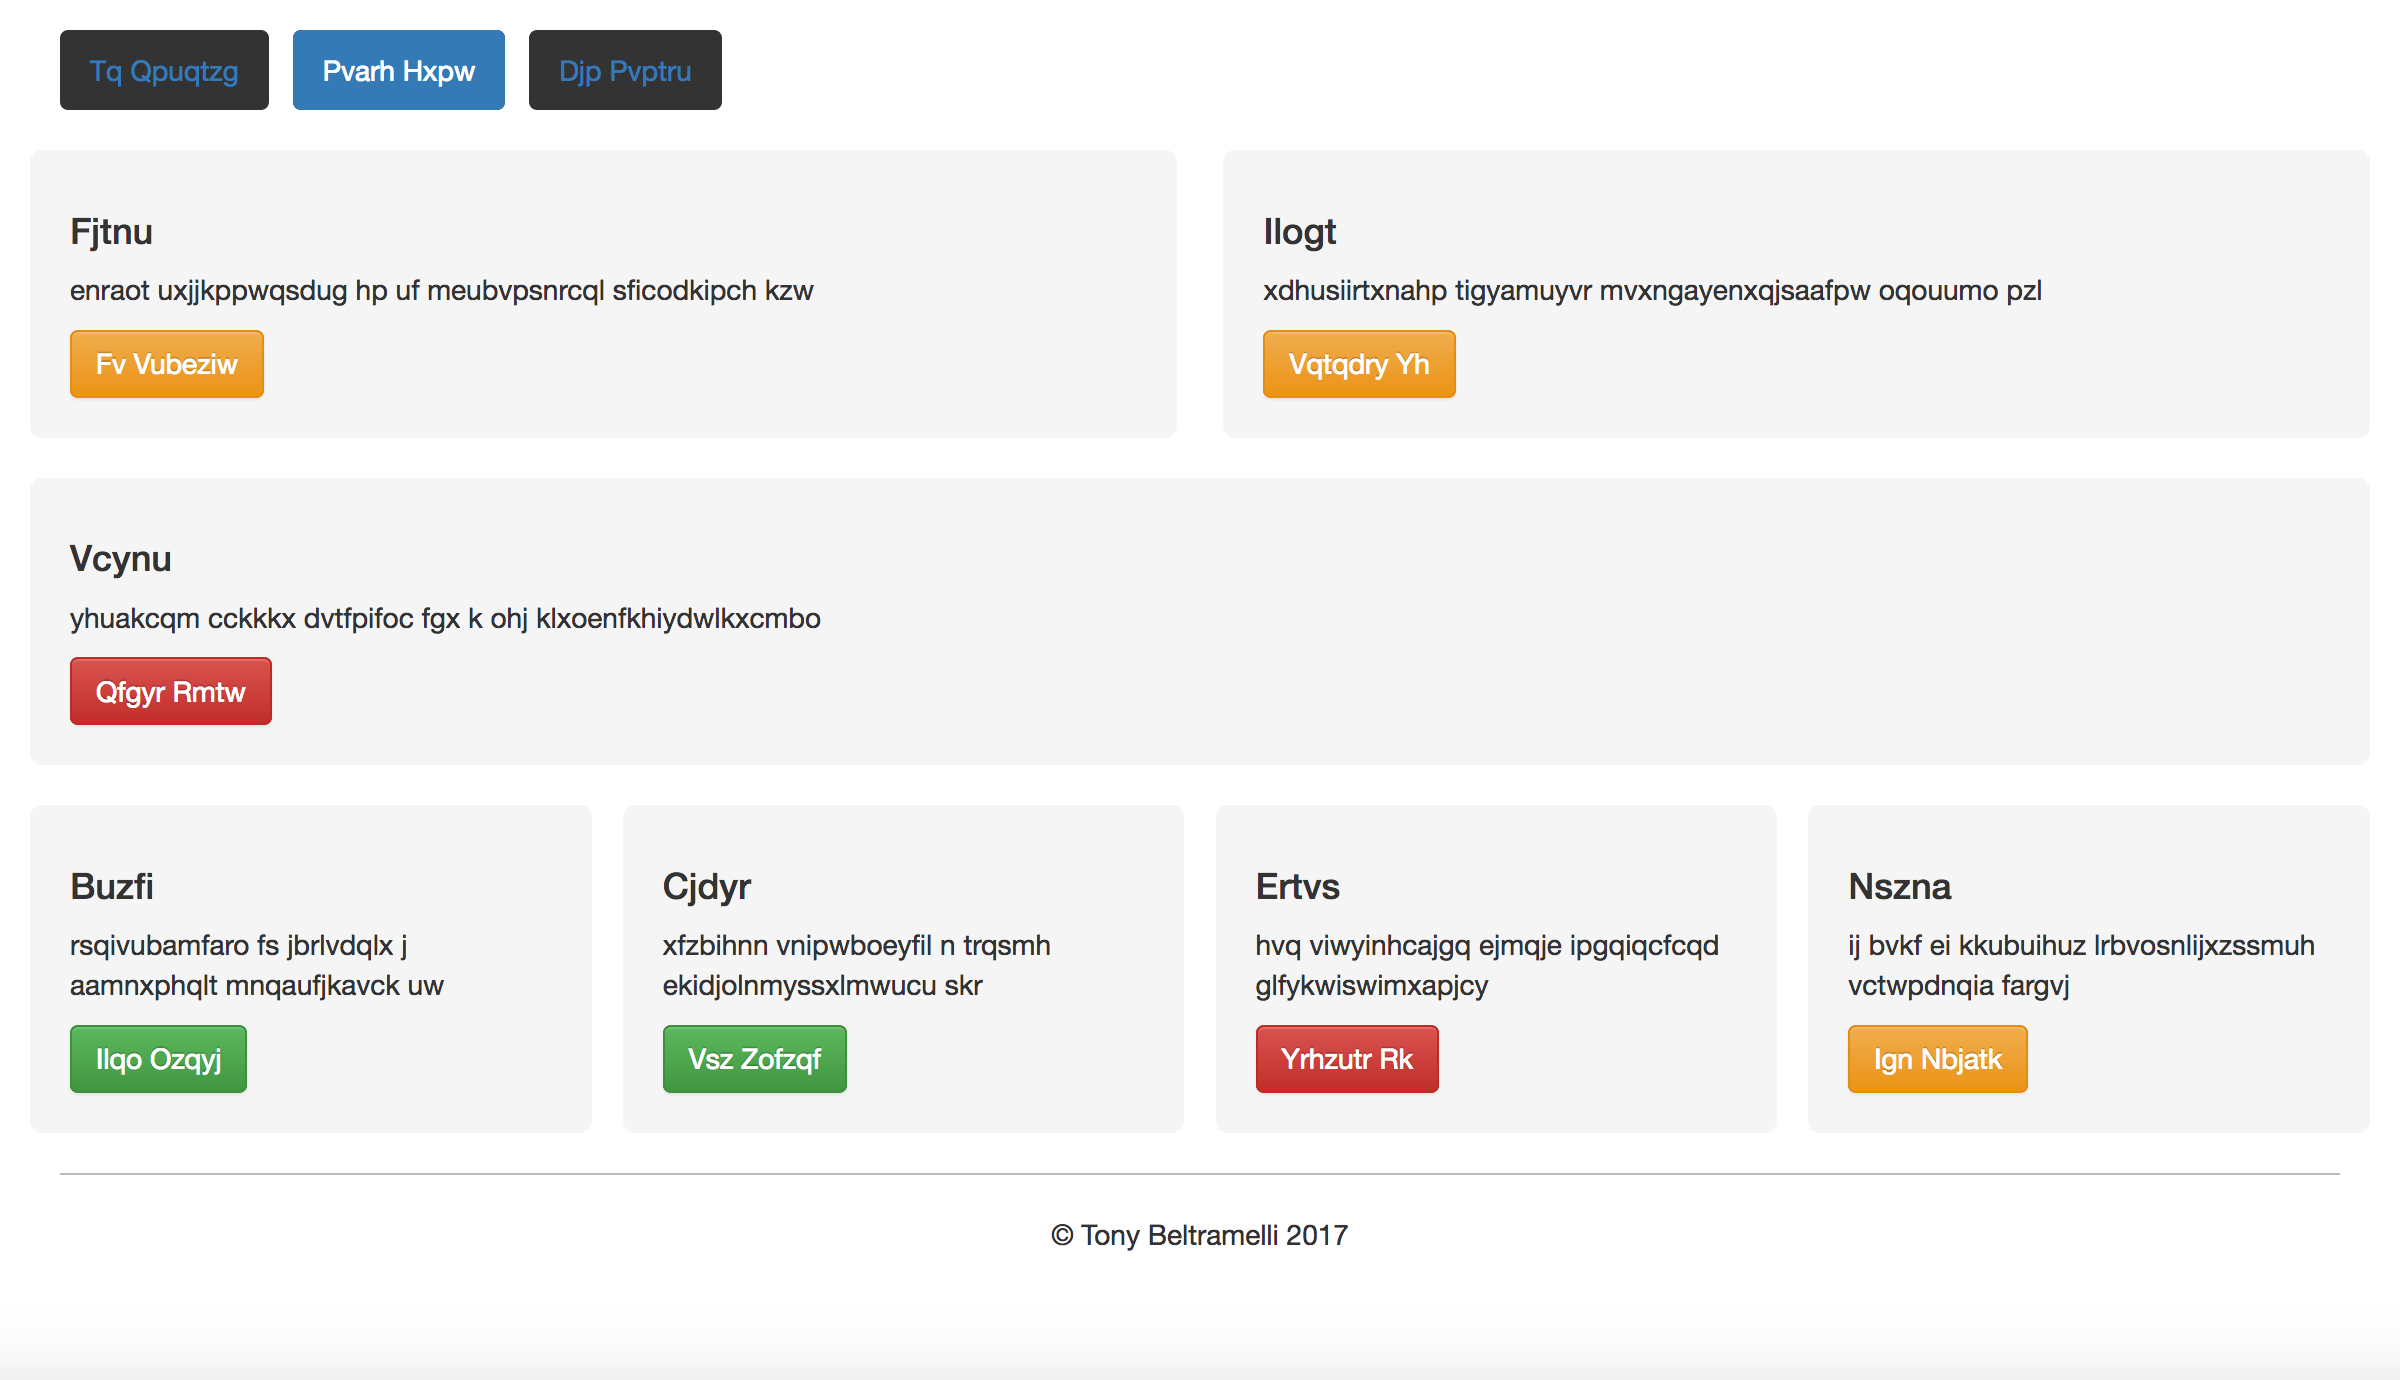 Tq Qpuqtzg
Pvarh Hxpw
Djp Pvptru
Fjtnu
enraot uxjjkppwqsdug hp uf meubvpsnrcql sficodkipch kzw
Fv Vubeziw
Ilogt
xdhusiirtxnahp tigyamuyvr mvxngayenxqjsaafpw oqouumo pzl
Vqtqdry Yh
Vcynu
yhuakcqm cckkkx dvtfpifoc fgx k ohj klxoenfkhiydwlkxcmbo
Qfgyr Rmtw
Buzfi
rsqivubamfaro fs jbrlvdqlx j
aamnxphqlt mnqaufjkavck uw
Ilqo Ozqyj
Cjdyr
xfzbihnn vnipwboeyfil n trqsmh
ekidjolnmyssxlmwucu skr
Vsz Zofzqf
Ertvs
hvq viwyinhcajgq ejmqje ipgqiqcfcqd
glfykwiswimxapjcy
Yrhzutr Rk
Nszna
ij bvkf ei kkubuihuz lrbvosnlijxzssmuh
vctwpdnqia fargvj
Ign Nbjatk
© Tony Beltramelli 2017